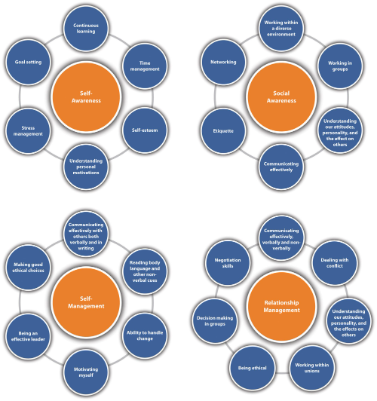 Continuous
learning
Goal setting
Time
management
Self-
Awareness
Stress
management
Self-esteem
Understanding
personal
motivations
Working within
a diverse
environment
Networking
Working in
groups
Social
Awareness
Etiquette
Understanding
our attitudes,
personality, and
the effect on
others
Communicating
effectively
Communicating
effectively with
others both
verbally and in
writing
Making good
ethical choices
Reading body
language and
other non-
verbal cues
Self-
Management
Being an
effective leader
Ability to handle
change
Motivating
myself
Communicating
effectively, verbally
and non-
verbally
Negotiation
skills
Dealing with
conflict
Relationship
Management
Decision making
in groups
Understanding
our attitudes,
personality, and
the effects on
others
Being ethical
Working within
unions